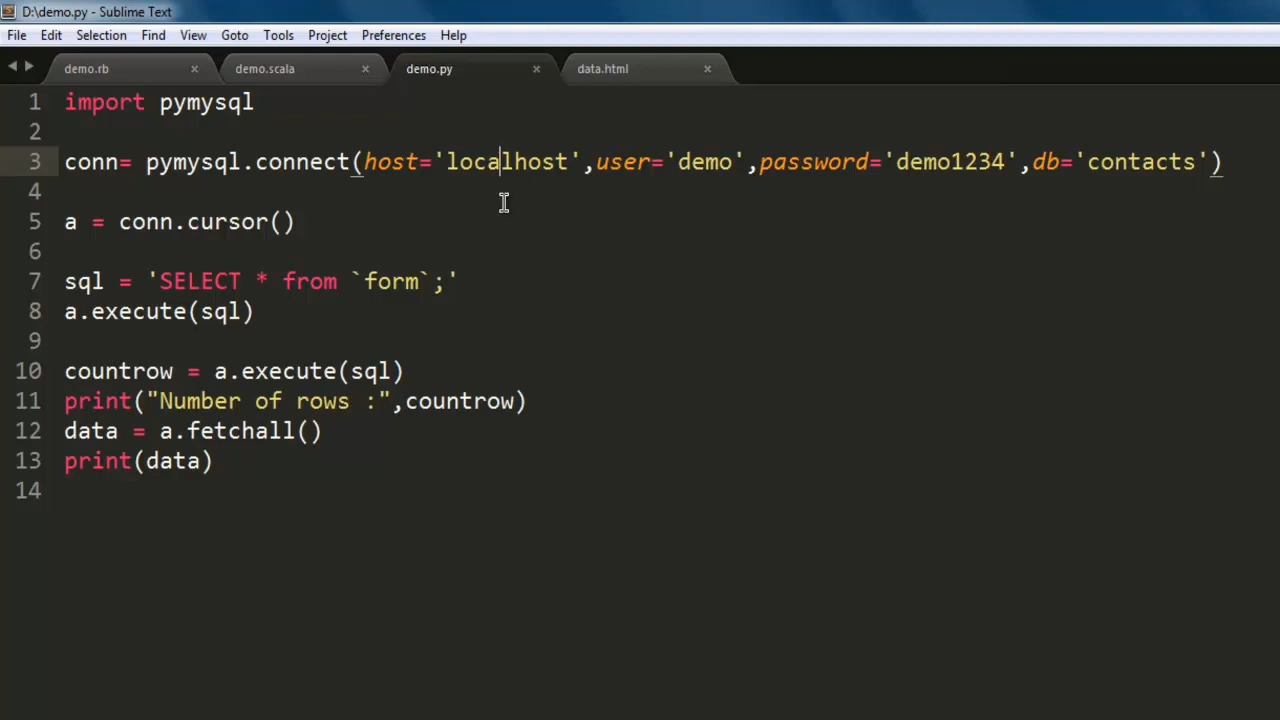 D:\demo.py - Sublime Text
File Edit Selection Find View Goto Tools Project Preferences Help
demo.rb × demo.scala × demo.py × data.html ×
1 import pymysql
2
3 conn= pymysql.connect(host='localhost',user='demo',password='demo1234',db='contacts')
4
5 a = conn.cursor()
6
7 sql = 'SELECT * from `form`;'
8 a.execute(sql)
9
10 countrow = a.execute(sql)
11 print("Number of rows :",countrow)
12 data = a.fetchall()
13 print(data)
14